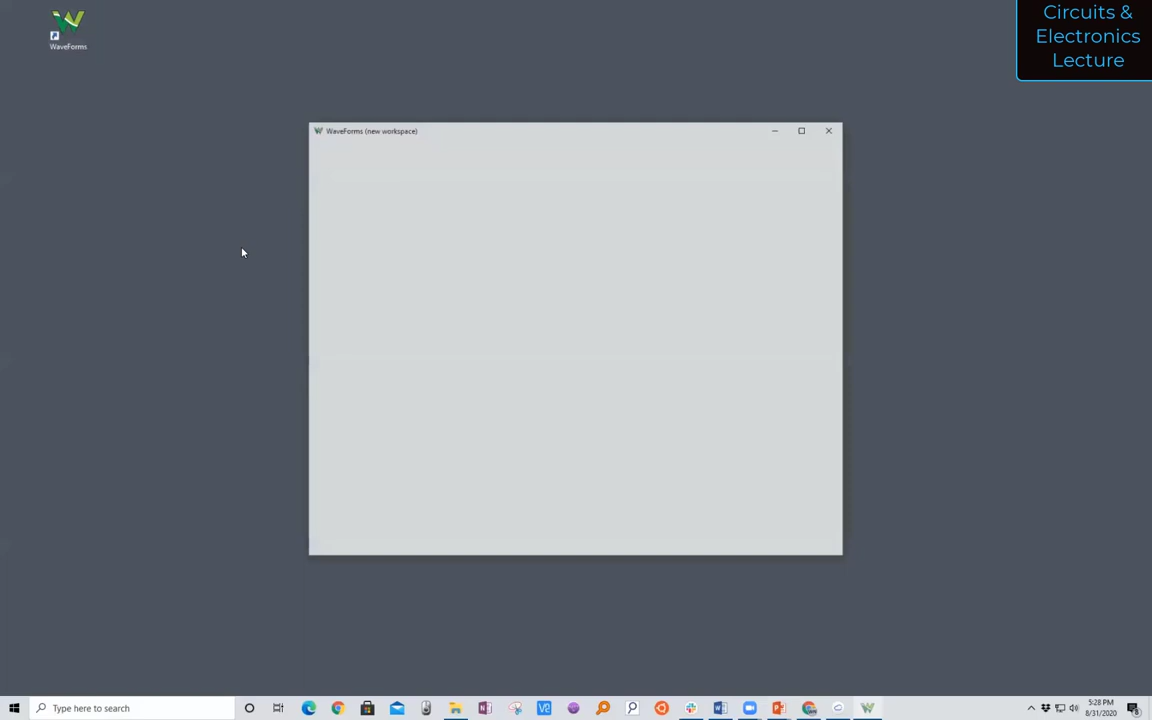 Circuits &
Electronics
Lecture
WaveForms
WaveForms (new workspace)
Type here to search
5:28 PM
8/31/2020